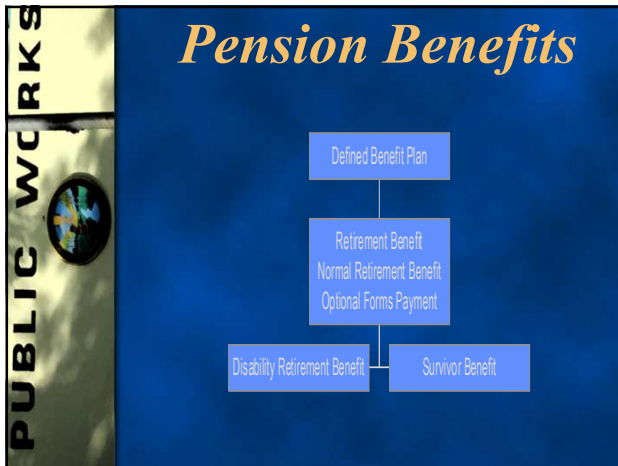 Pension Benefits
PUBLIC WORKS
Defined Benefit Plan
Retirement Benefit
Normal Retirement Benefit
Optional Forms Payment
Disability Retirement Benefit
Survivor Benefit